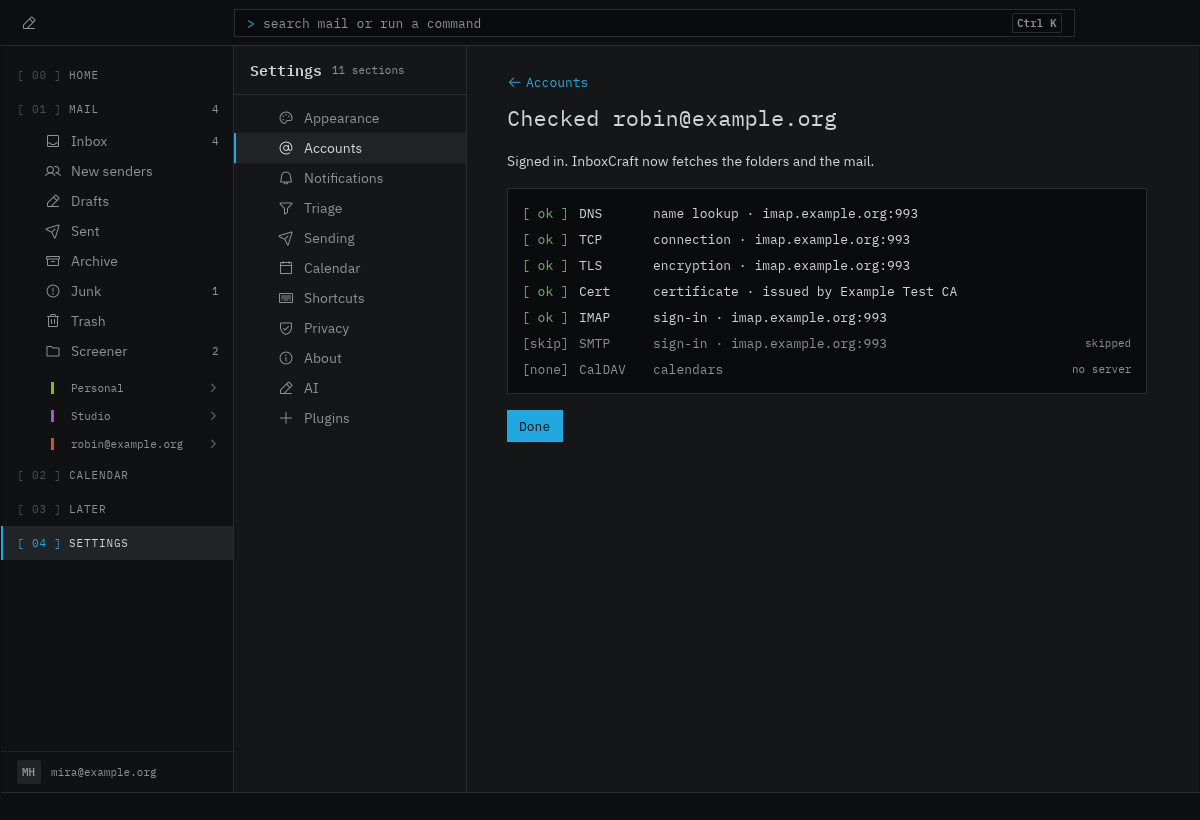 > search mail or run a command Ctrl K
[ 00 ] HOME
[ 01 ] MAIL 4
Inbox 4
New senders
Drafts
Sent
Archive
Junk 1
Trash
Screener 2
Personal
Studio
robin@example.org
[ 02 ] CALENDAR
[ 03 ] LATER
[ 04 ] SETTINGS
MH mira@example.org
Settings 11 sections
Appearance
Accounts
Notifications
Triage
Sending
Calendar
Shortcuts
Privacy
About
AI
Plugins
← Accounts
Checked robin@example.org
Signed in. InboxCraft now fetches the folders and the mail.
[ ok ] DNS name lookup · imap.example.org:993
[ ok ] TCP connection · imap.example.org:993
[ ok ] TLS encryption · imap.example.org:993
[ ok ] Cert certificate · issued by Example Test CA
[ ok ] IMAP sign-in · imap.example.org:993
[skip] SMTP sign-in · imap.example.org:993 skipped
[none] CalDAV calendars no server
Done